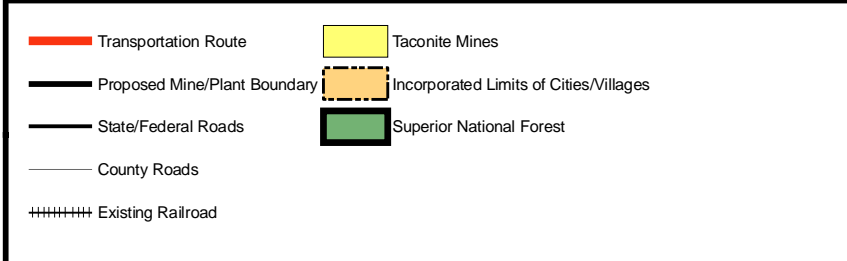 Transportation Route
Proposed Mine/Plant Boundary
State/Federal Roads
County Roads
Existing Railroad
Taconite Mines
Incorporated Limits of Cities/Villages
Superior National Forest